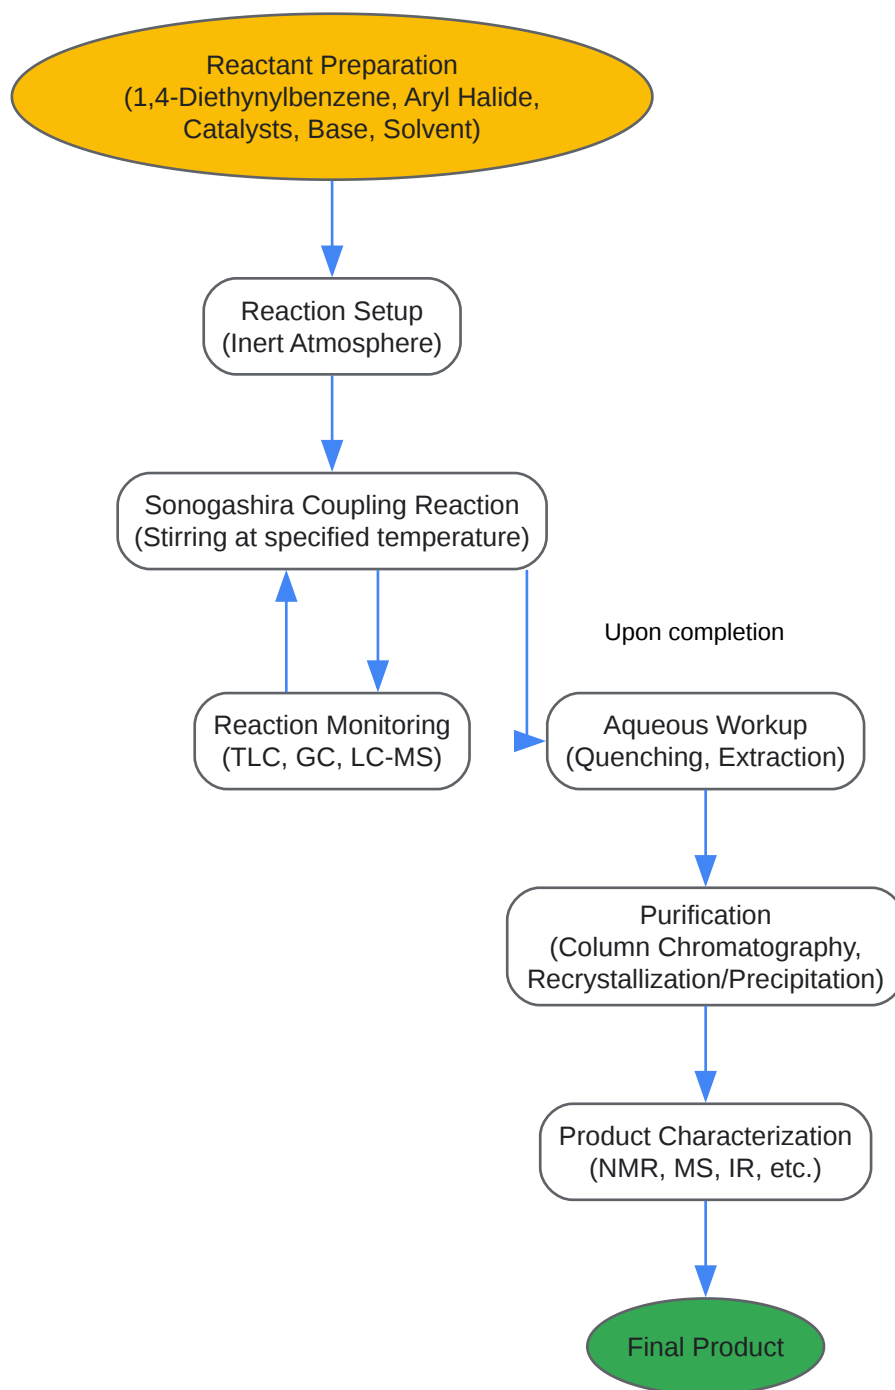 Reactant Preparation
(1,4-Diethynylbenzene, Aryl Halide,
Catalysts, Base, Solvent)
Reaction Setup
(Inert Atmosphere)
Sonogashira Coupling Reaction
(Stirring at specified temperature)
Upon completion
Reaction Monitoring
(TLC, GC, LC-MS)
Aqueous Workup
(Quenching, Extraction)
Purification
(Column Chromatography,
Recrystallization/Precipitation)
Product Characterization
(NMR, MS, IR, etc.)
Final Product